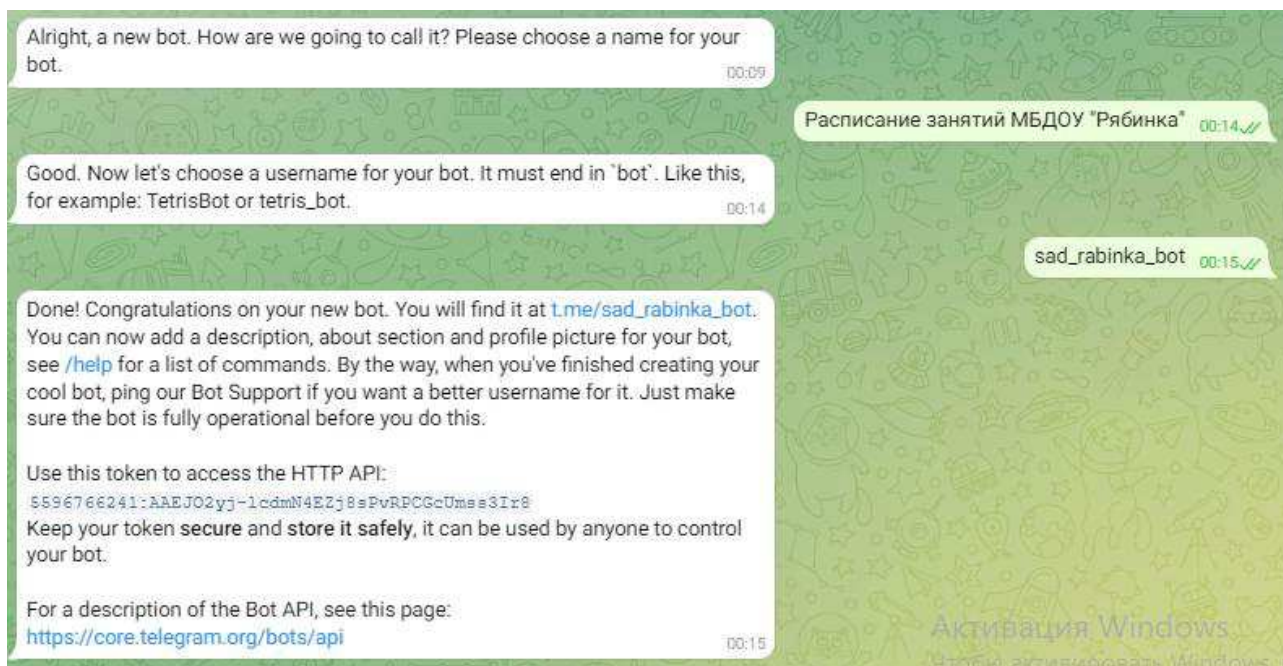 Alright, a new bot. How are we going to call it? Please choose a name for your
bot.
00:09
Расписание занятий МБДОУ "Рябинка"
00:14
Good. Now let's choose a username for your bot. It must end in `bot`. Like this,
for example: TetrisBot or tetris_bot.
00:14
sad_rabinka_bot
00:15
Done! Congratulations on your new bot. You will find it at t.me/sad_rabinka_bot.
You can now add a description, about section and profile picture for your bot,
see /help for a list of commands. By the way, when you've finished creating your
cool bot, ping our Bot Support if you want a better username for it. Just make
sure the bot is fully operational before you do this.
Use this token to access the HTTP API:
5596766241:AAEJO2yj-1cdmN4EZj8sPvRPCGcUmss3Ir8
Keep your token secure and store it safely, it can be used by anyone to control
your bot.
For a description of the Bot API, see this page:
https://core.telegram.org/bots/api
00:15
Активация Windows